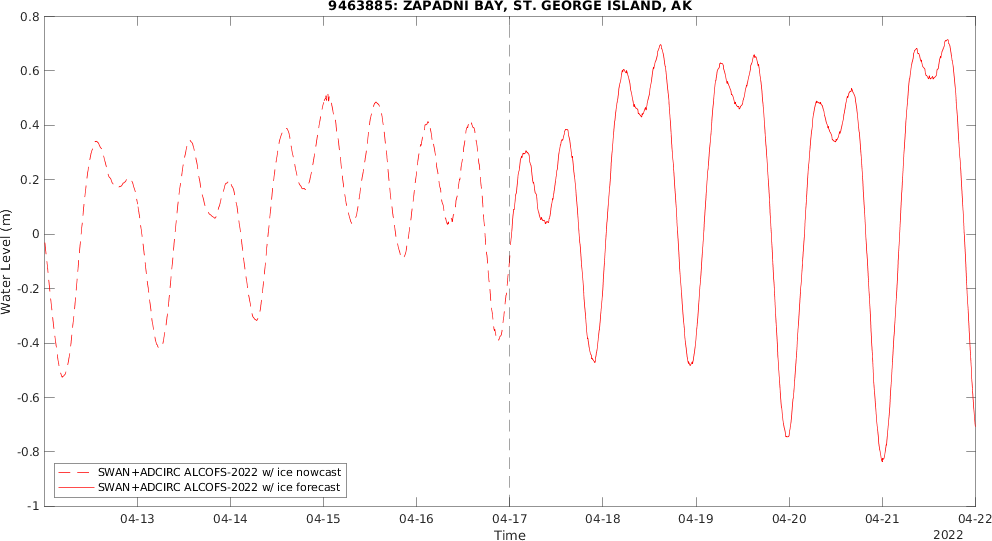 9463885: ZAPADNI BAY, ST. GEORGE ISLAND, AK
0.8
0.6
0.4
0.2
0
-0.2
-0.4
-0.6
-0.8
-1
Water Level (m)
SWAN+ADCIRC ALCOFS-2022 w/ ice nowcast
SWAN+ADCIRC ALCOFS-2022 w/ ice forecast
04-13 04-14 04-15 04-16 04-17 04-18 04-19 04-20 04-21 04-22
Time
2022